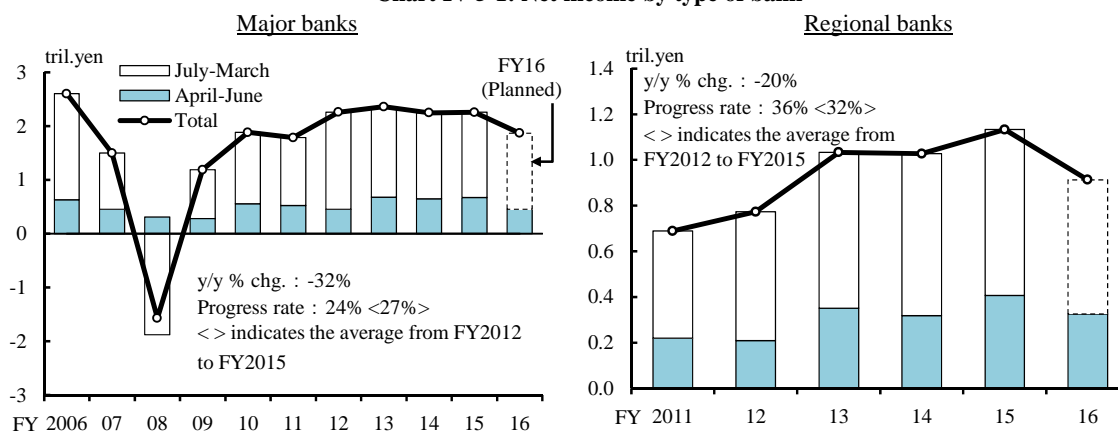 Net income by type of bank
Major banks
tril.yen
3
2
1
0
-1
-2
-3
July-March
April-June
Total
FY16
(Planned)
y/y % chg. : -32%
Progress rate : 24% <27%>
< > indicates the average from FY2012
to FY2015
FY 2006 07 08 09 10 11 12 13 14 15 16
Regional banks
tril.yen
1.4
1.2
1.0
0.8
0.6
0.4
0.2
0.0
y/y % chg. : -20%
Progress rate : 36% <32%>
< > indicates the average from
FY2012 to FY2015
FY 2011 12 13 14 15 16